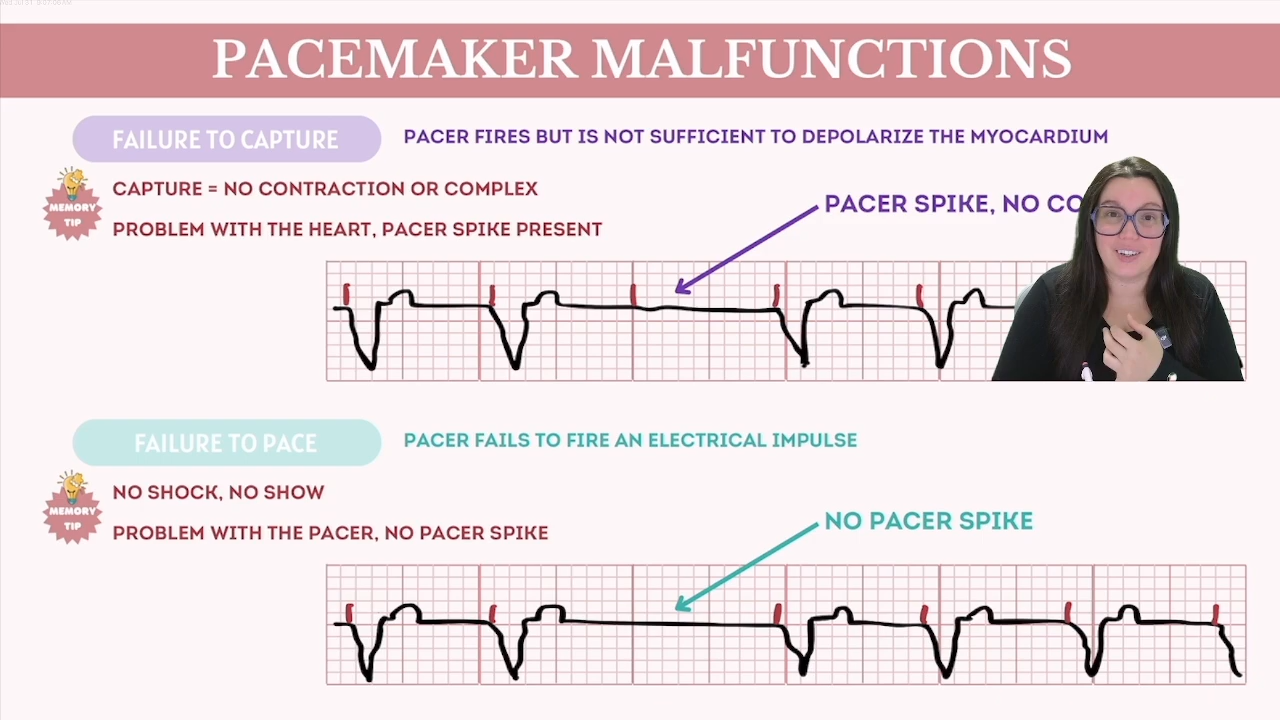 PACEMAKER MALFUNCTIONS
FAILURE TO CAPTURE
PACER FIRES BUT IS NOT SUFFICIENT TO DEPOLARIZE THE MYOCARDIUM
MEMORY
TIP
CAPTURE = NO CONTRACTION OR COMPLEX
PROBLEM WITH THE HEART, PACER SPIKE PRESENT
PACER SPIKE, NO
FAILURE TO PACE
PACER FAILS TO FIRE AN ELECTRICAL IMPULSE
MEMORY
TIP
NO SHOCK, NO SHOW
PROBLEM WITH THE PACER, NO PACER SPIKE
NO PACER SPIKE